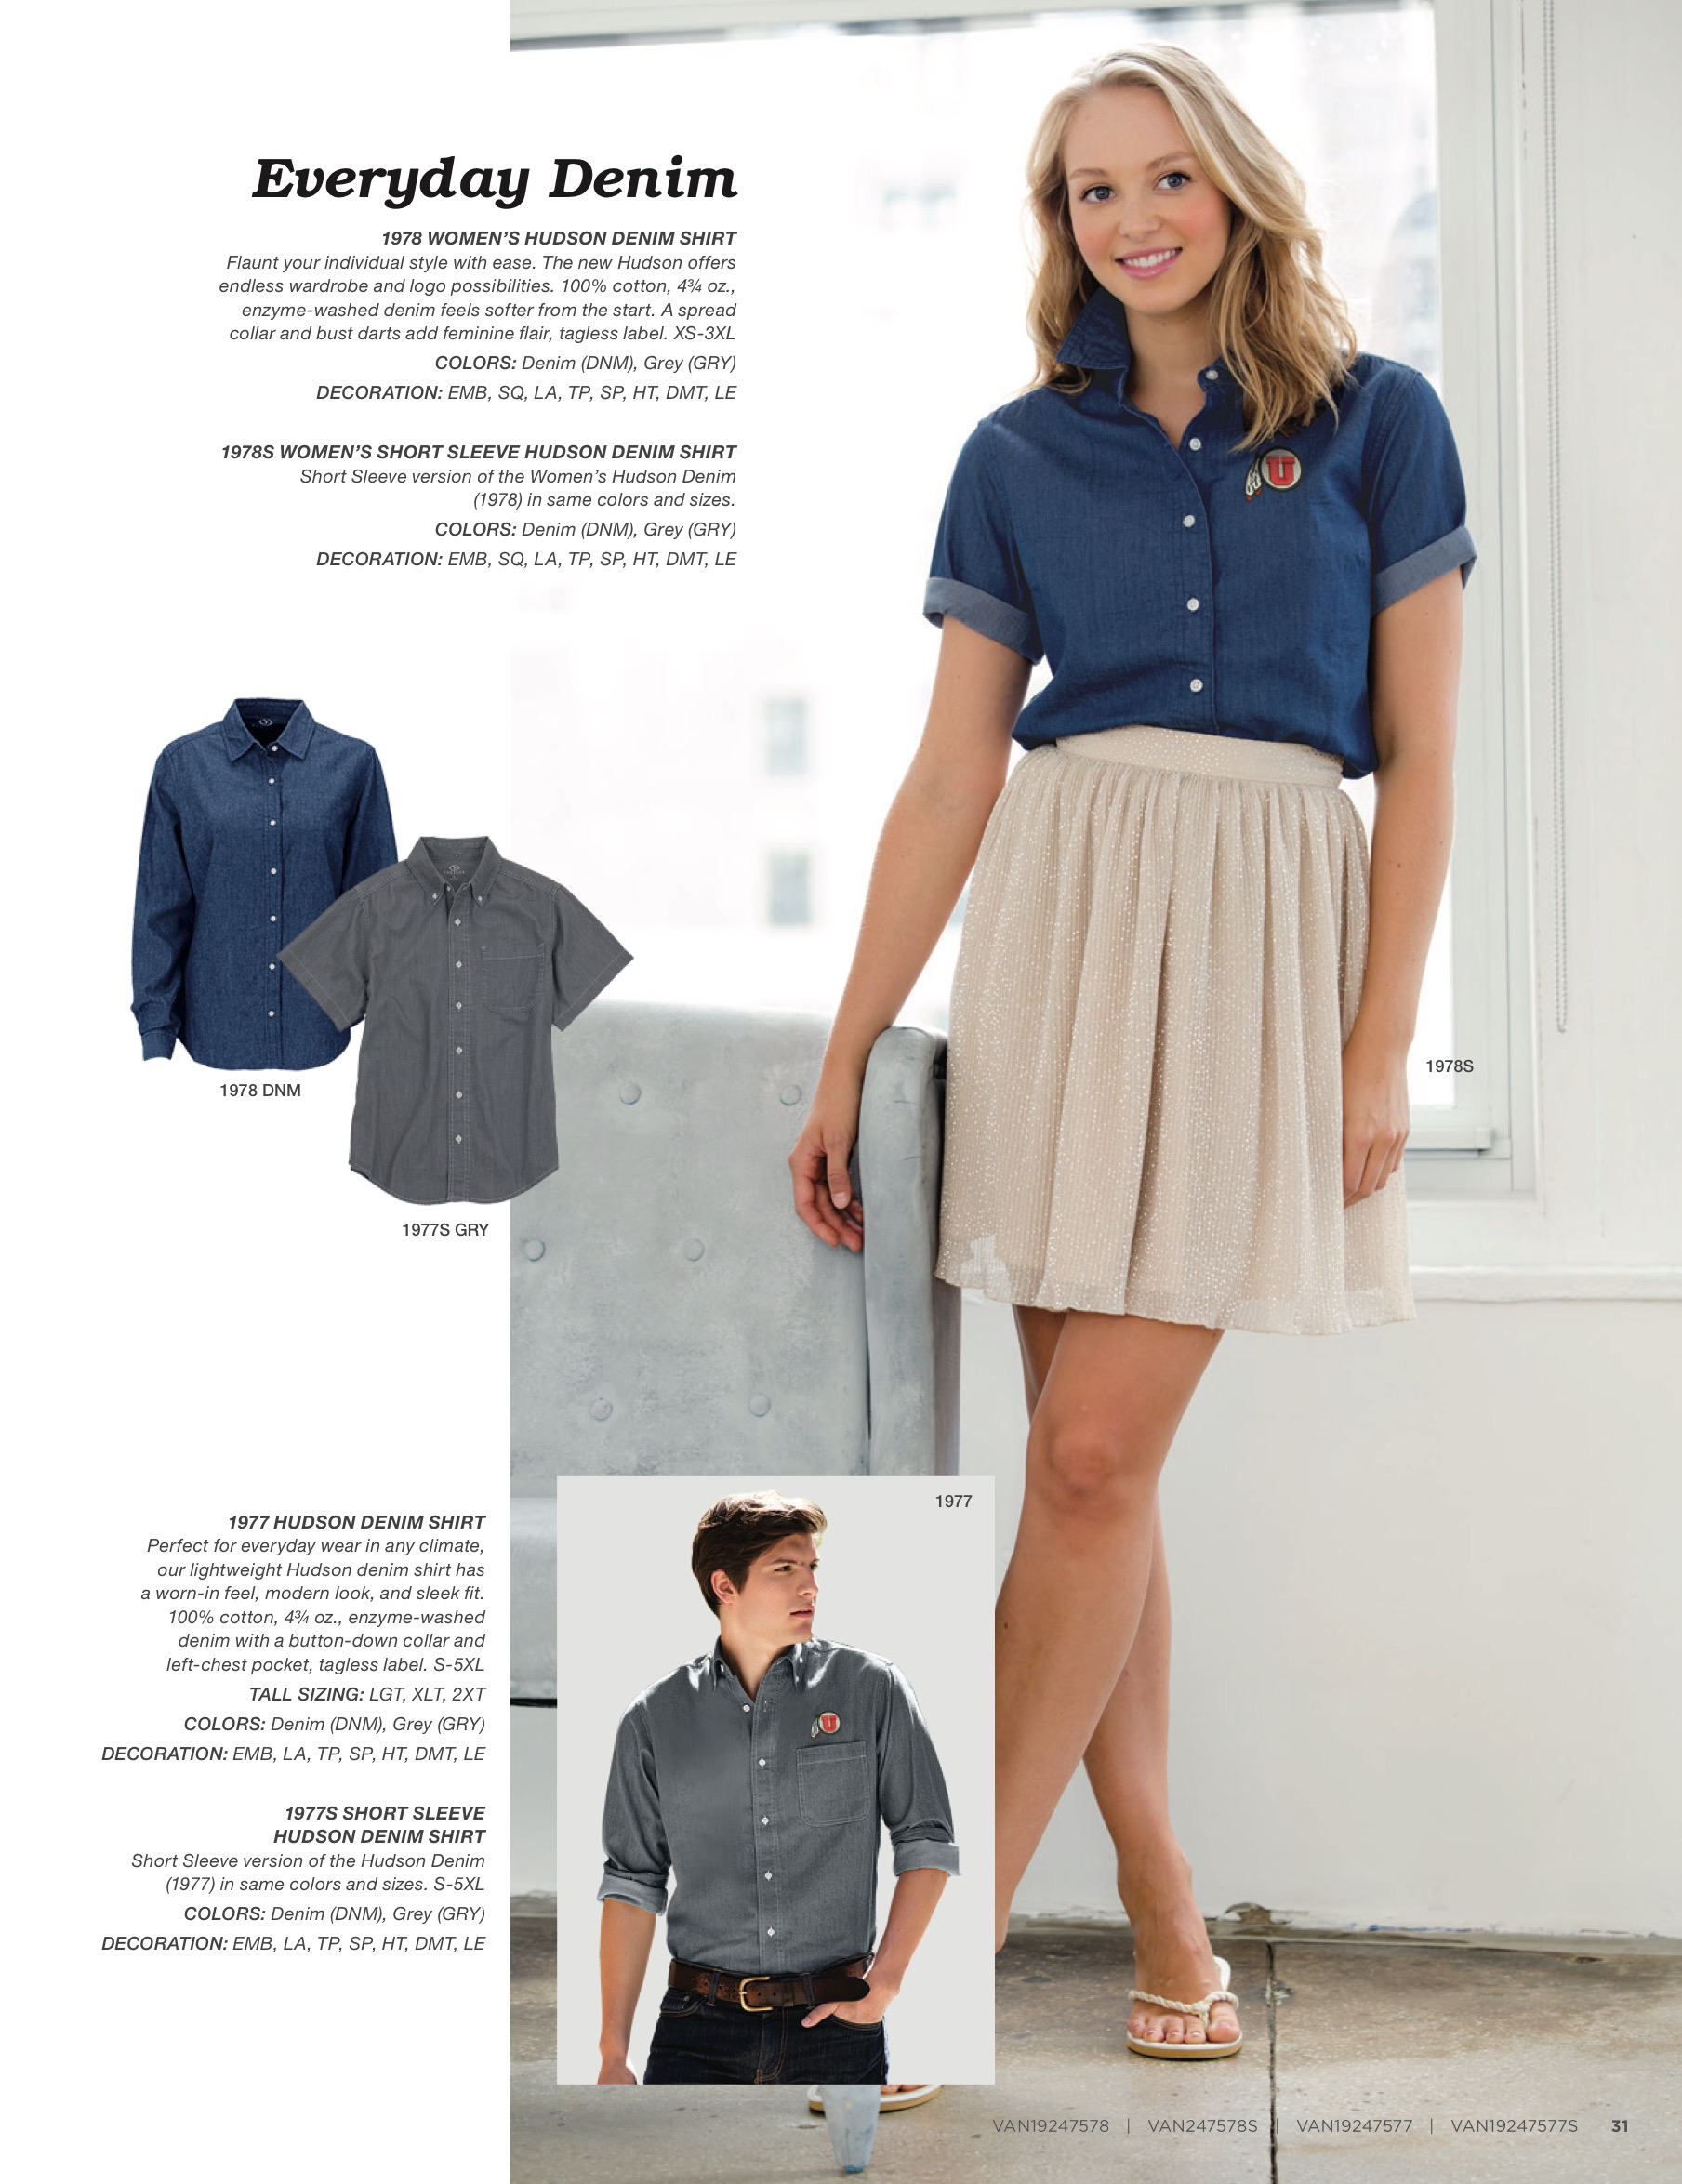 Everyday Denim
1978 WOMEN'S HUDSON DENIM SHIRT
Flaunt your individual style with ease. The new Hudson offers
endless wardrobe and logo possibilities. 100% cotton, 4¾ oz.,
enzyme-washed denim feels softer from the start. A spread
collar and bust darts add feminine flair, tagless label. XS-3XL
COLORS: Denim (DNM), Grey (GRY)
DECORATION: EMB, SQ, LA, TP, SP, HT, DMT, LE
1978S WOMEN'S SHORT SLEEVE HUDSON DENIM SHIRT
Short Sleeve version of the Women's Hudson Denim
(1978) in same colors and sizes.
COLORS: Denim (DNM), Grey (GRY)
DECORATION: EMB, SQ, LA, TP, SP, HT, DMT, LE
U
1978S
1978 DNM
1977S GRY
1977
U
1977 HUDSON DENIM SHIRT
Perfect for everyday wear in any climate,
our lightweight Hudson denim shirt has
a worn-in feel, modern look, and sleek fit.
100% cotton, 4¾ oz., enzyme-washed
denim with a button-down collar and
left-chest pocket, tagless label. S-5XL
TALL SIZING: LGT, XLT, 2XT
COLORS: Denim (DNM), Grey (GRY)
DECORATION: EMB, LA, TP, SP, HT, DMT, LE
1977S SHORT SLEEVE
HUDSON DENIM SHIRT
Short Sleeve version of the Hudson Denim
(1977) in same colors and sizes. S-5XL
COLORS: Denim (DNM), Grey (GRY)
DECORATION: EMB, LA, TP, SP, HT, DMT, LE
VAN19247578 | VAN247578S | VAN19247577 | VAN19247577S 31